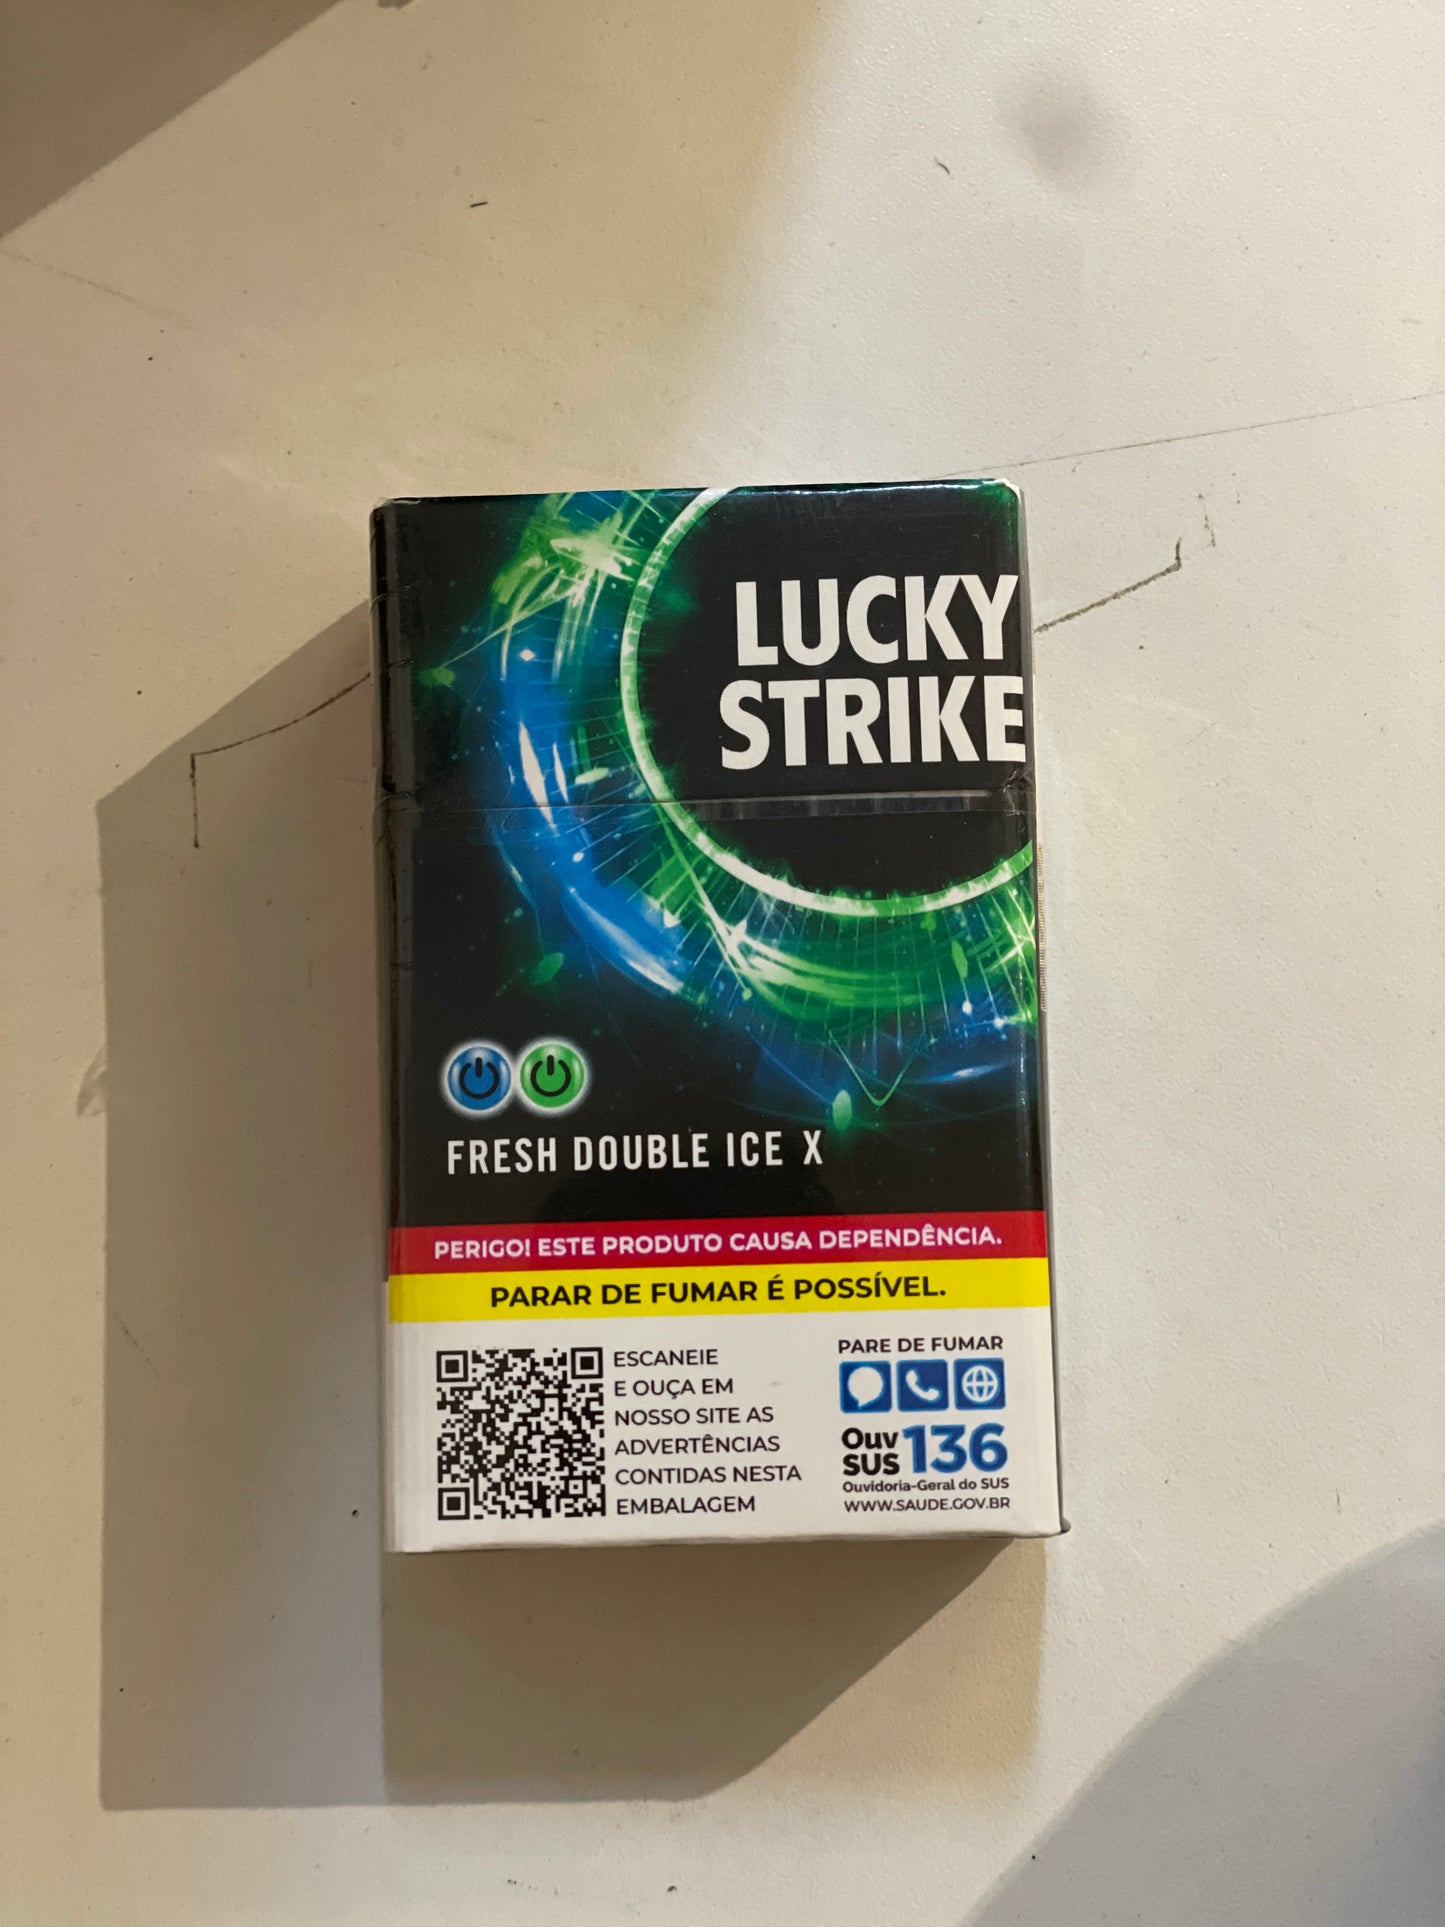 LUCKY
STRIKE
FRESH DOUBLE ICE X
PERIGO! ESTE PRODUTO CAUSA DEPENDÊNCIA.
PARAR DE FUMAR É POSSÍVEL.
ESCANEIE
E OUÇA EM
NOSSO SITE AS
ADVERTÊNCIAS
CONTIDAS NESTA
EMBALAGEM
PARE DE FUMAR
Ouv
SUS 136
Ouvidoria-Geral do SUS
WWW.SAUDE.GOV.BR